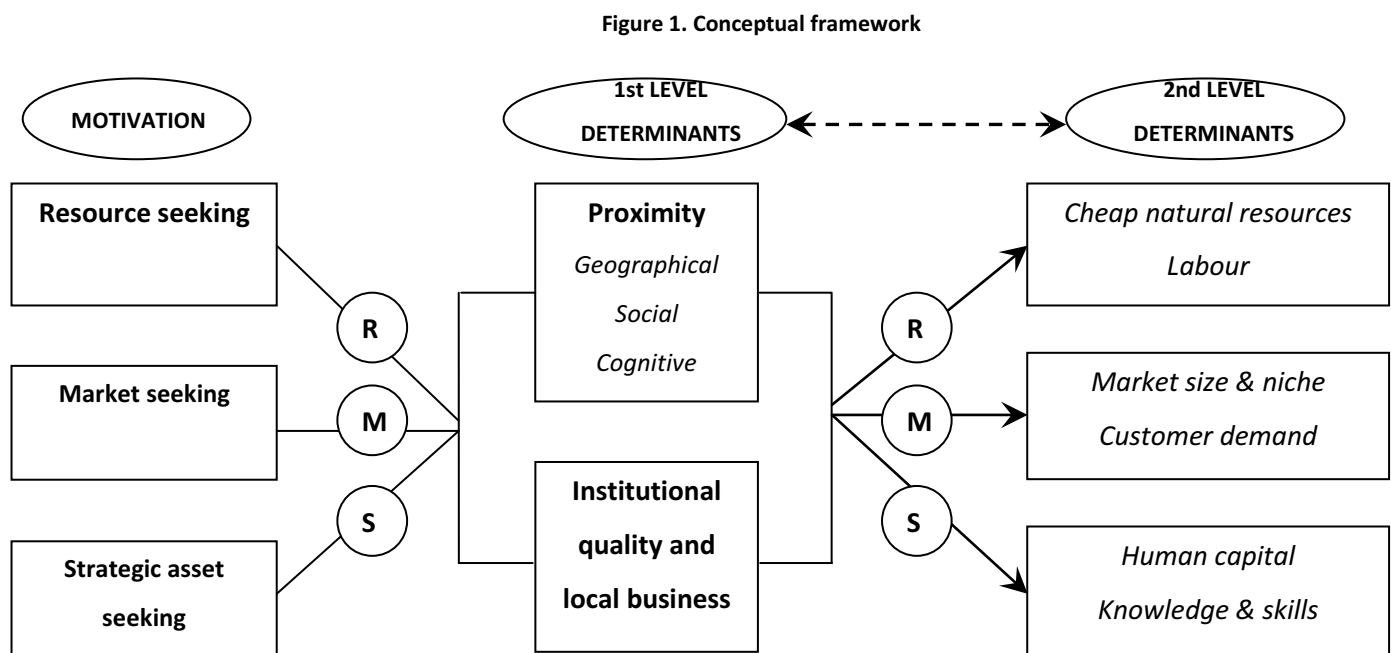 Figure 1. Conceptual framework
MOTIVATION
1st LEVEL
DETERMINANTS
2nd LEVEL
DETERMINANTS
Resource seeking
Market seeking
Strategic asset
seeking
R
M
S
Proximity
Geographical
Social
Cognitive
Institutional
quality and
local business
R
M
S
Cheap natural resources
Labour
Market size & niche
Customer demand
Human capital
Knowledge & skills